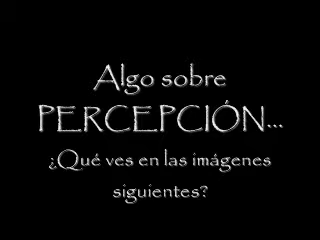 Algo sobre
PERCEPCIÓN...
¿Qué ves en las imágenes
siguientes?